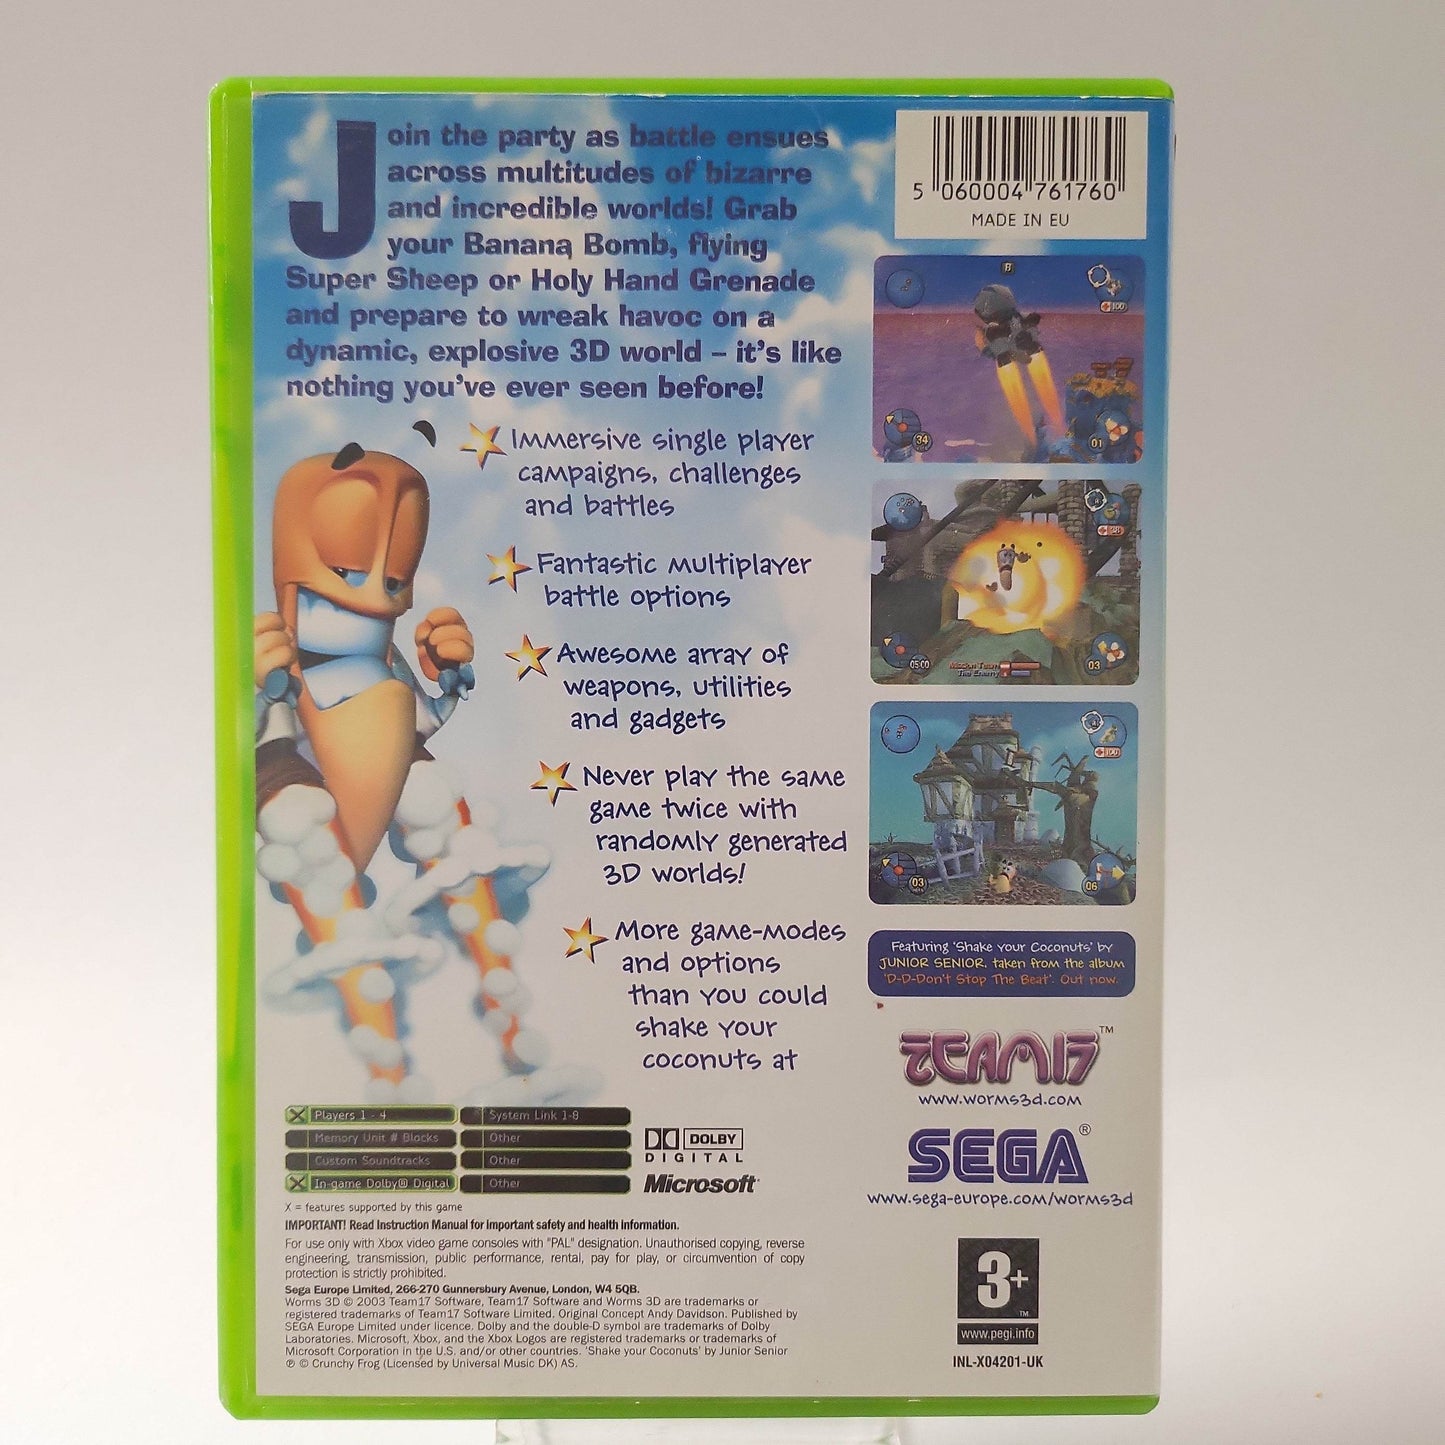 Join the party as battle ensues
across multitudes of bizarre
and incredible worlds! Grab
your Banana Bomb, flying
Super Sheep or Holy Hand Grenade
and prepare to wreak havoc on a
dynamic, explosive 3D world – it's like
nothing you've ever seen before!
Immersive single player
campaigns, challenges
and battles
Fantastic multiplayer
battle options
Awesome array of
weapons, utilities
and gadgets
Never play the same
game twice with
randomly generated
3D worlds!
More game-modes
and options
than you could
shake your
coconuts at
5 060004 761760
MADE IN EU
100
34
01
05:00
03
100
03
06
Featuring 'Shake Your Coconuts' by
JUNIOR SENIOR, taken from the album
'D-D-Don't Stop The Beat'. Out now.
TEAM17™
www.worms3d.com
SEGA®
www.sega-europe.com/worms3d
X Players 1 - 4
System Link 1-8
Memory Unit # Blocks
Other
Custom Soundtracks
Other
X In-game Dolby® Digital
Other
DOLBY
DIGITAL
Microsoft
X = features supported by this game
IMPORTANT! Read Instruction Manual for important safety and health information.
For use only with Xbox video game consoles with "PAL" designation. Unauthorised copying, reverse
engineering, transmission, public performance, rental, pay for play, or circumvention of copy
protection is strictly prohibited.
Sega Europe Limited, 266-270 Gunnersbury Avenue, London, W4 5QB.
Worms 3D © 2003 Team17 Software, Team17 Software and Worms 3D are trademarks or
registered trademarks of Team17 Software Limited. Original Concept Andy Davidson. Published by
SEGA Europe Limited under licence. Dolby and the double-D symbol are trademarks of Dolby
Laboratories. Microsoft, Xbox, and the Xbox Logos are registered trademarks or trademarks of
Microsoft Corporation in the U.S. and/or other countries. 'Shake your Coconuts' by Junior Senior
℗ © Crunchy Frog (Licensed by Universal Music DK) AS.
3+
™
www.pegi.info
INL-X04201-UK